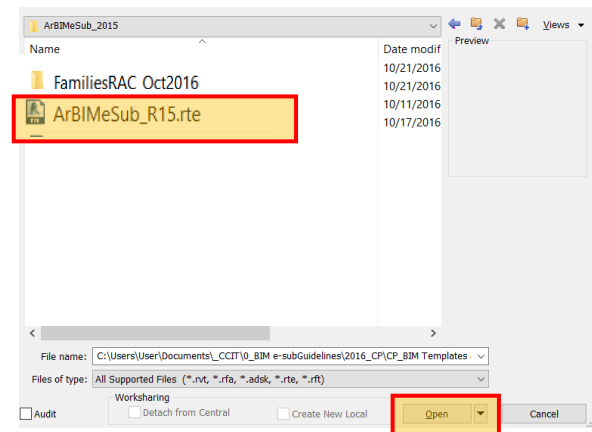 ArBIMeSub_2015
Views
Name
Date modif
Preview
10/21/2016
FamiliesRAC_Oct2016
10/21/2016
ArBIMeSub_R15.rte
10/11/2016
10/17/2016
File name: C:\Users\User\Documents\_CCIT\0_BIM e-subGuidelines\2016_CP\CP_BIM Templates
Files of type: All Supported Files (*.rvt, *.rfa, *.adsk, *.rte, *.rft)
Worksharing
Audit
Detach from Central
Create New Local
Open
Cancel